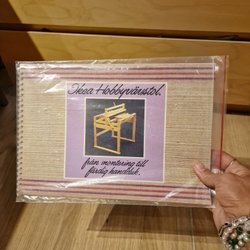 Ikea Hobbyvävstol.
från montering till
färdig handduk.